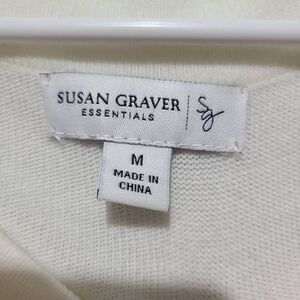 SUSAN GRAVER
ESSENTIALS
Sg
M
MADE IN
CHINA